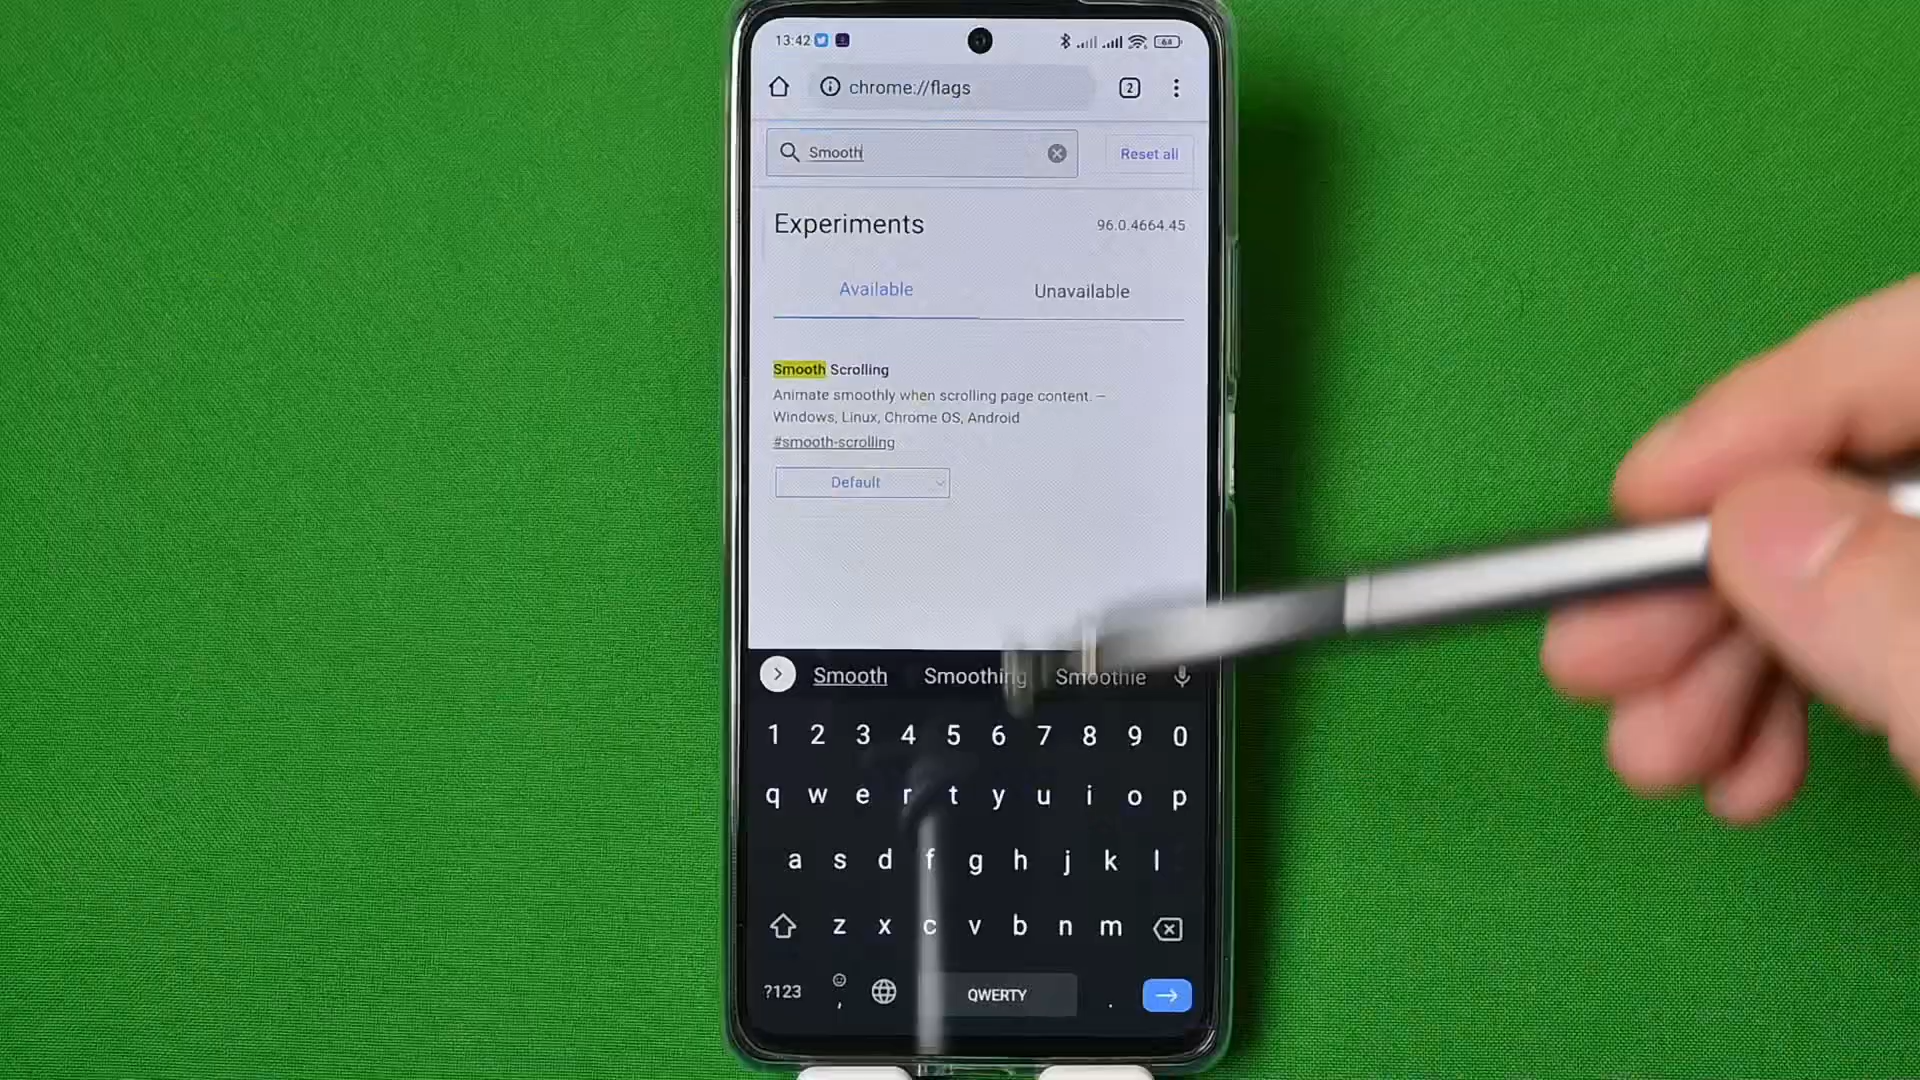 13:42
64
chrome://flags
2
Smooth
Reset all
Experiments
96.0.4664.45
Available
Unavailable
Smooth Scrolling
Animate smoothly when scrolling page content. –
Windows, Linux, Chrome OS, Android
#smooth-scrolling
Default
Smooth Smoothing Smoothie
1 2 3 4 5 6 7 8 9 0
q w e r t y u i o p
a s d f g h j k l
z x c v b n m
?123 , QWERTY .